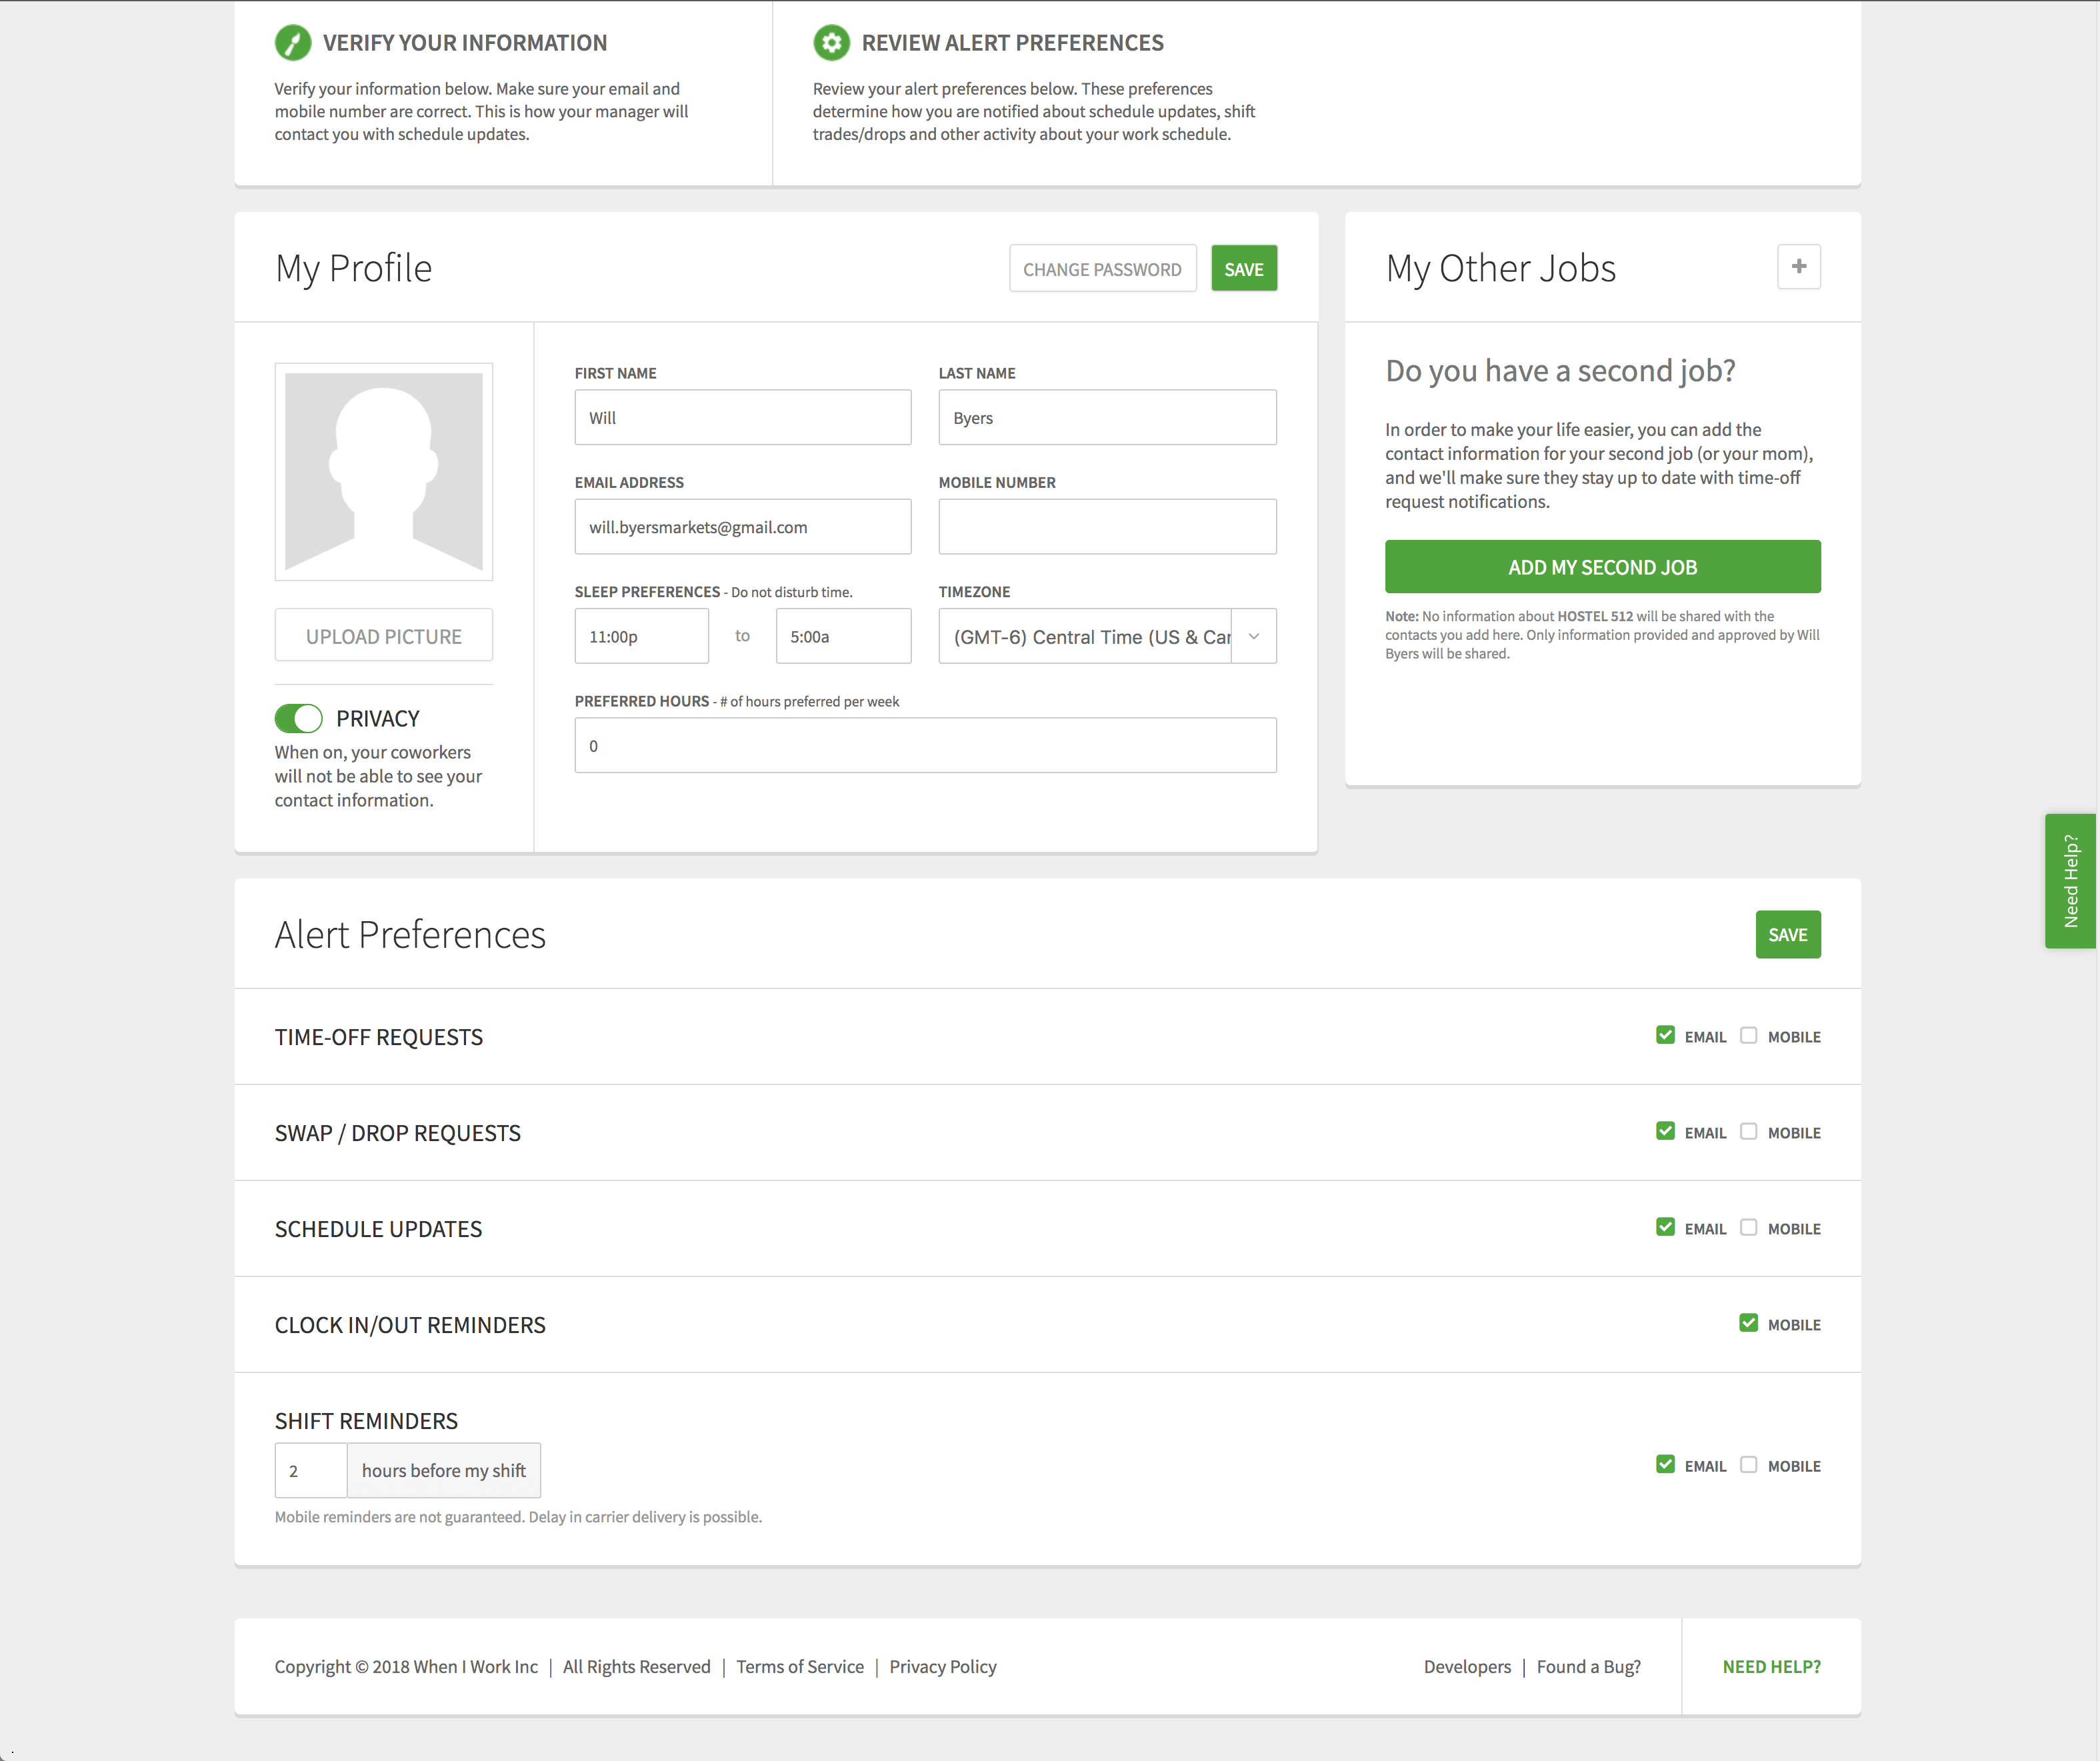 VERIFY YOUR INFORMATION
Verify your information below. Make sure your email and
mobile number are correct. This is how your manager will
contact you with schedule updates.
REVIEW ALERT PREFERENCES
Review your alert preferences below. These preferences
determine how you are notified about schedule updates, shift
trades/drops and other activity about your work schedule.
My Profile
CHANGE PASSWORD
SAVE
UPLOAD PICTURE
PRIVACY
When on, your coworkers
will not be able to see your
contact information.
FIRST NAME
Will
LAST NAME
Byers
EMAIL ADDRESS
will.byersmarkets@gmail.com
MOBILE NUMBER
SLEEP PREFERENCES - Do not disturb time.
11:00p to 5:00a
TIMEZONE
(GMT-6) Central Time (US & Car
PREFERRED HOURS - # of hours preferred per week
0
My Other Jobs
+
Do you have a second job?
In order to make your life easier, you can add the
contact information for your second job (or your mom),
and we'll make sure they stay up to date with time-off
request notifications.
ADD MY SECOND JOB
Note: No information about HOSTEL 512 will be shared with the
contacts you add here. Only information provided and approved by Will
Byers will be shared.
Need Help?
Alert Preferences
SAVE
TIME-OFF REQUESTS EMAIL MOBILE
SWAP / DROP REQUESTS EMAIL MOBILE
SCHEDULE UPDATES EMAIL MOBILE
CLOCK IN/OUT REMINDERS MOBILE
SHIFT REMINDERS
2 hours before my shift EMAIL MOBILE
Mobile reminders are not guaranteed. Delay in carrier delivery is possible.
Copyright © 2018 When I Work Inc | All Rights Reserved | Terms of Service | Privacy Policy Developers | Found a Bug? NEED HELP?